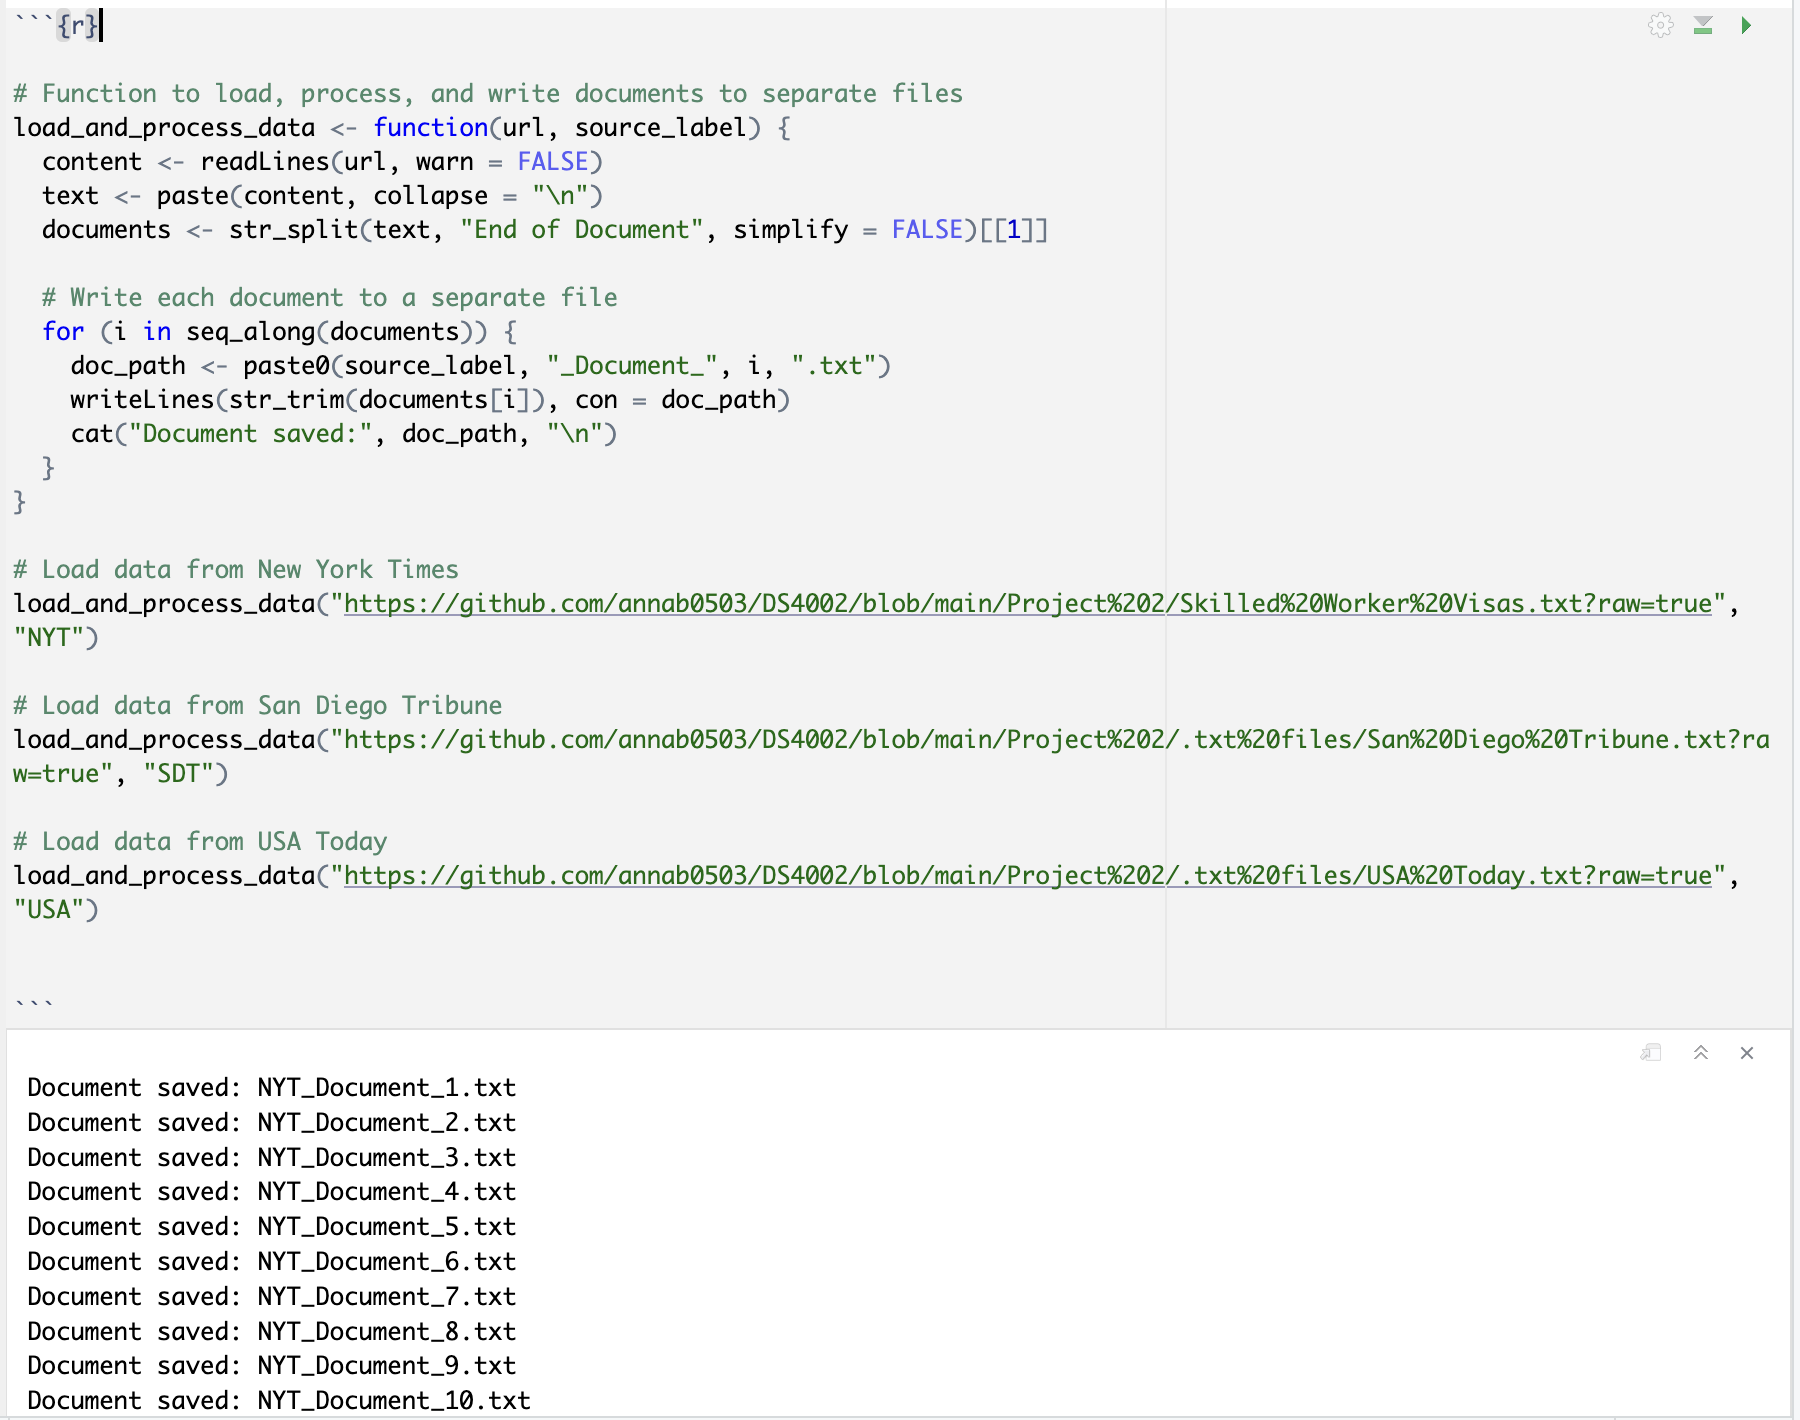 ```{r}
# Function to load, process, and write documents to separate files
load_and_process_data <- function(url, source_label) {
  content <- readLines(url, warn = FALSE)
  text <- paste(content, collapse = "\n")
  documents <- str_split(text, "End of Document", simplify = FALSE)[[1]]
  # Write each document to a separate file
  for (i in seq_along(documents)) {
    doc_path <- paste0(source_label, "_Document_", i, ".txt")
    writeLines(str_trim(documents[i]), con = doc_path)
    cat("Document saved:", doc_path, "\n")
  }
}
# Load data from New York Times
load_and_process_data("https://github.com/annab0503/DS4002/blob/main/Project%202/Skilled%20Worker%20Visas.txt?raw=true",
"NYT")
# Load data from San Diego Tribune
load_and_process_data("https://github.com/annab0503/DS4002/blob/main/Project%202/.txt%20files/San%20Diego%20Tribune.txt?ra
w=true", "SDT")
# Load data from USA Today
load_and_process_data("https://github.com/annab0503/DS4002/blob/main/Project%202/.txt%20files/USA%20Today.txt?raw=true",
"USA")
```
Document saved: NYT_Document_1.txt
Document saved: NYT_Document_2.txt
Document saved: NYT_Document_3.txt
Document saved: NYT_Document_4.txt
Document saved: NYT_Document_5.txt
Document saved: NYT_Document_6.txt
Document saved: NYT_Document_7.txt
Document saved: NYT_Document_8.txt
Document saved: NYT_Document_9.txt
Document saved: NYT_Document_10.txt